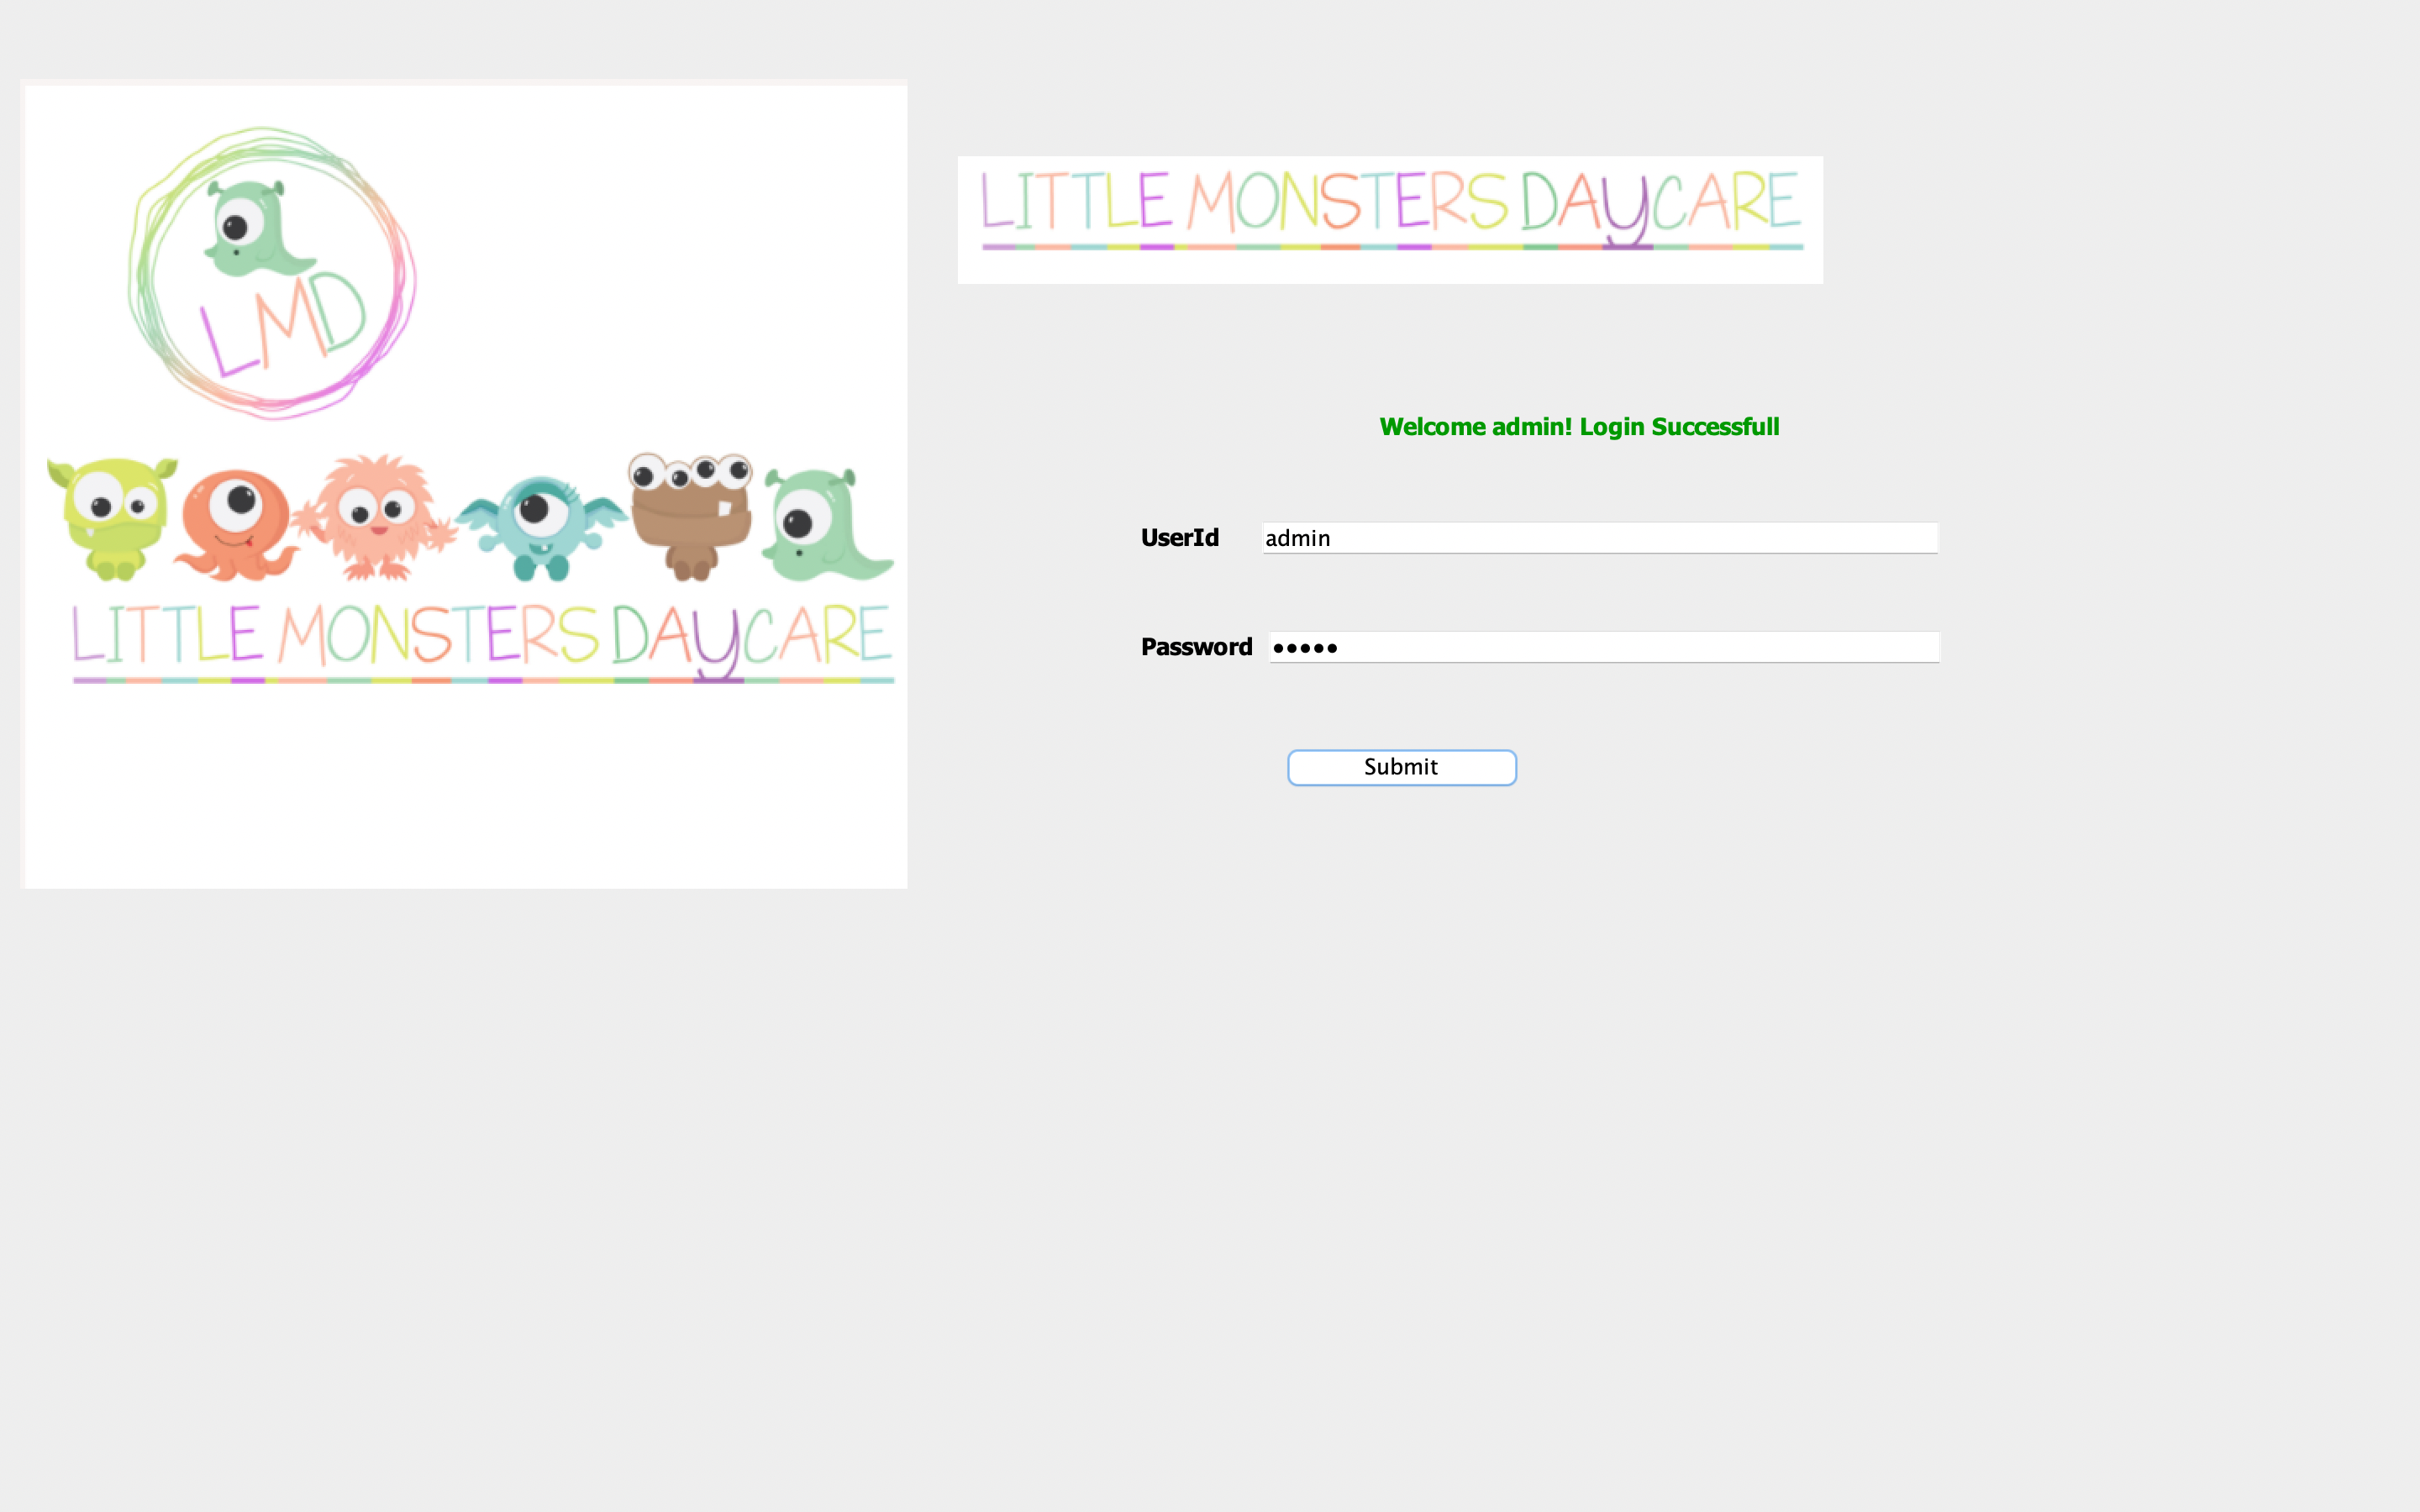 LMD
LITTLE MONSTERS DAYCARE
LITTLE MONSTERS DAYCARE
Welcome admin! Login Successfull
UserId admin
Password •••••
Submit